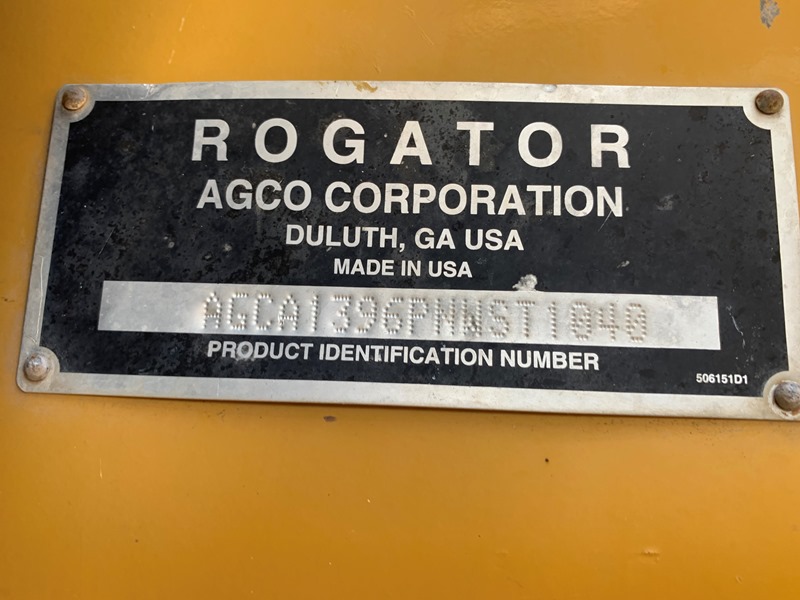 ROGATOR
AGCO CORPORATION
DULUTH, GA USA
MADE IN USA
AGCA1396PNWST1040
PRODUCT IDENTIFICATION NUMBER
506151D1